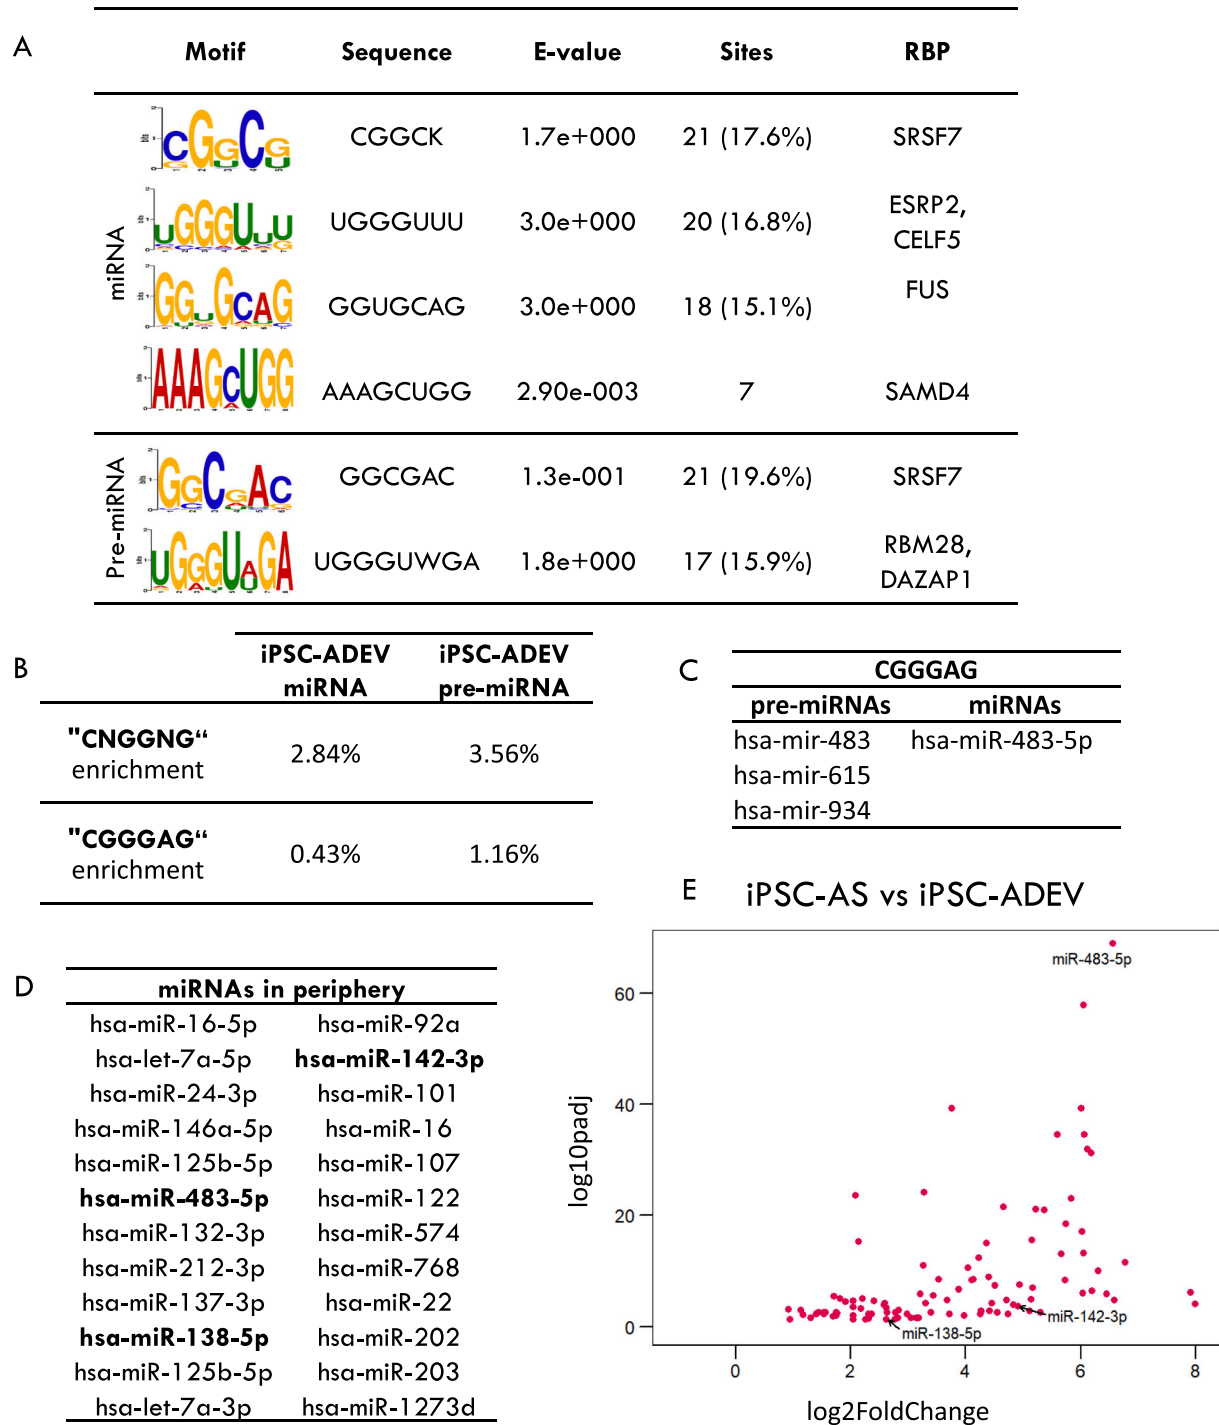 A
Motif Sequence E-value Sites RBP
miRNA
CGGCK 1.7e+000 21 (17.6%) SRSF7
UGGGUUU 3.0e+000 20 (16.8%) ESRP2,
CELF5
GGUGCAG 3.0e+000 18 (15.1%) FUS
AAAGCUGG 2.90e-003 7 SAMD4
Pre-miRNA
GGCGAC 1.3e-001 21 (19.6%) SRSF7
UGGGUWGA 1.8e+000 17 (15.9%) RBM28,
DAZAP1
B
iPSC-ADEV iPSC-ADEV
miRNA pre-miRNA
"CNGGNG“
enrichment 2.84% 3.56%
"CGGGAG“
enrichment 0.43% 1.16%
C
CGGGAG
pre-miRNAs miRNAs
hsa-mir-483 hsa-miR-483-5p
hsa-mir-615
hsa-mir-934
D
miRNAs in periphery
hsa-miR-16-5p hsa-miR-92a
hsa-let-7a-5p hsa-miR-142-3p
hsa-miR-24-3p hsa-miR-101
hsa-miR-146a-5p hsa-miR-16
hsa-miR-125b-5p hsa-miR-107
hsa-miR-483-5p hsa-miR-122
hsa-miR-132-3p hsa-miR-574
hsa-miR-212-3p hsa-miR-768
hsa-miR-137-3p hsa-miR-22
hsa-miR-138-5p hsa-miR-202
hsa-miR-125b-5p hsa-miR-203
hsa-let-7a-3p hsa-miR-1273d
E iPSC-AS vs iPSC-ADEV
miR-483-5p
60
40
20
0
log10padj
miR-142-3p
miR-138-5p
0 2 4 6 8
log2FoldChange